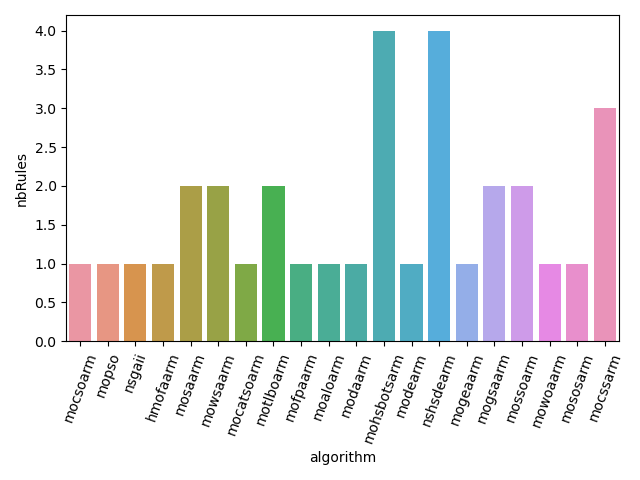 nbRules
4.0
3.5
3.0
2.5
2.0
1.5
1.0
0.5
0.0
mocsoarm
mopso
nsgaii
hmofaarm
mosaarm
mowsaarm
mocatsoarm
motlboarm
mofpaarm
moaloarm
modaarm
mohsbotsarm
modearm
nshsdearm
mogeaarm
mogsaarm
mossoarm
mowoaarm
mososarm
mocssarm
algorithm